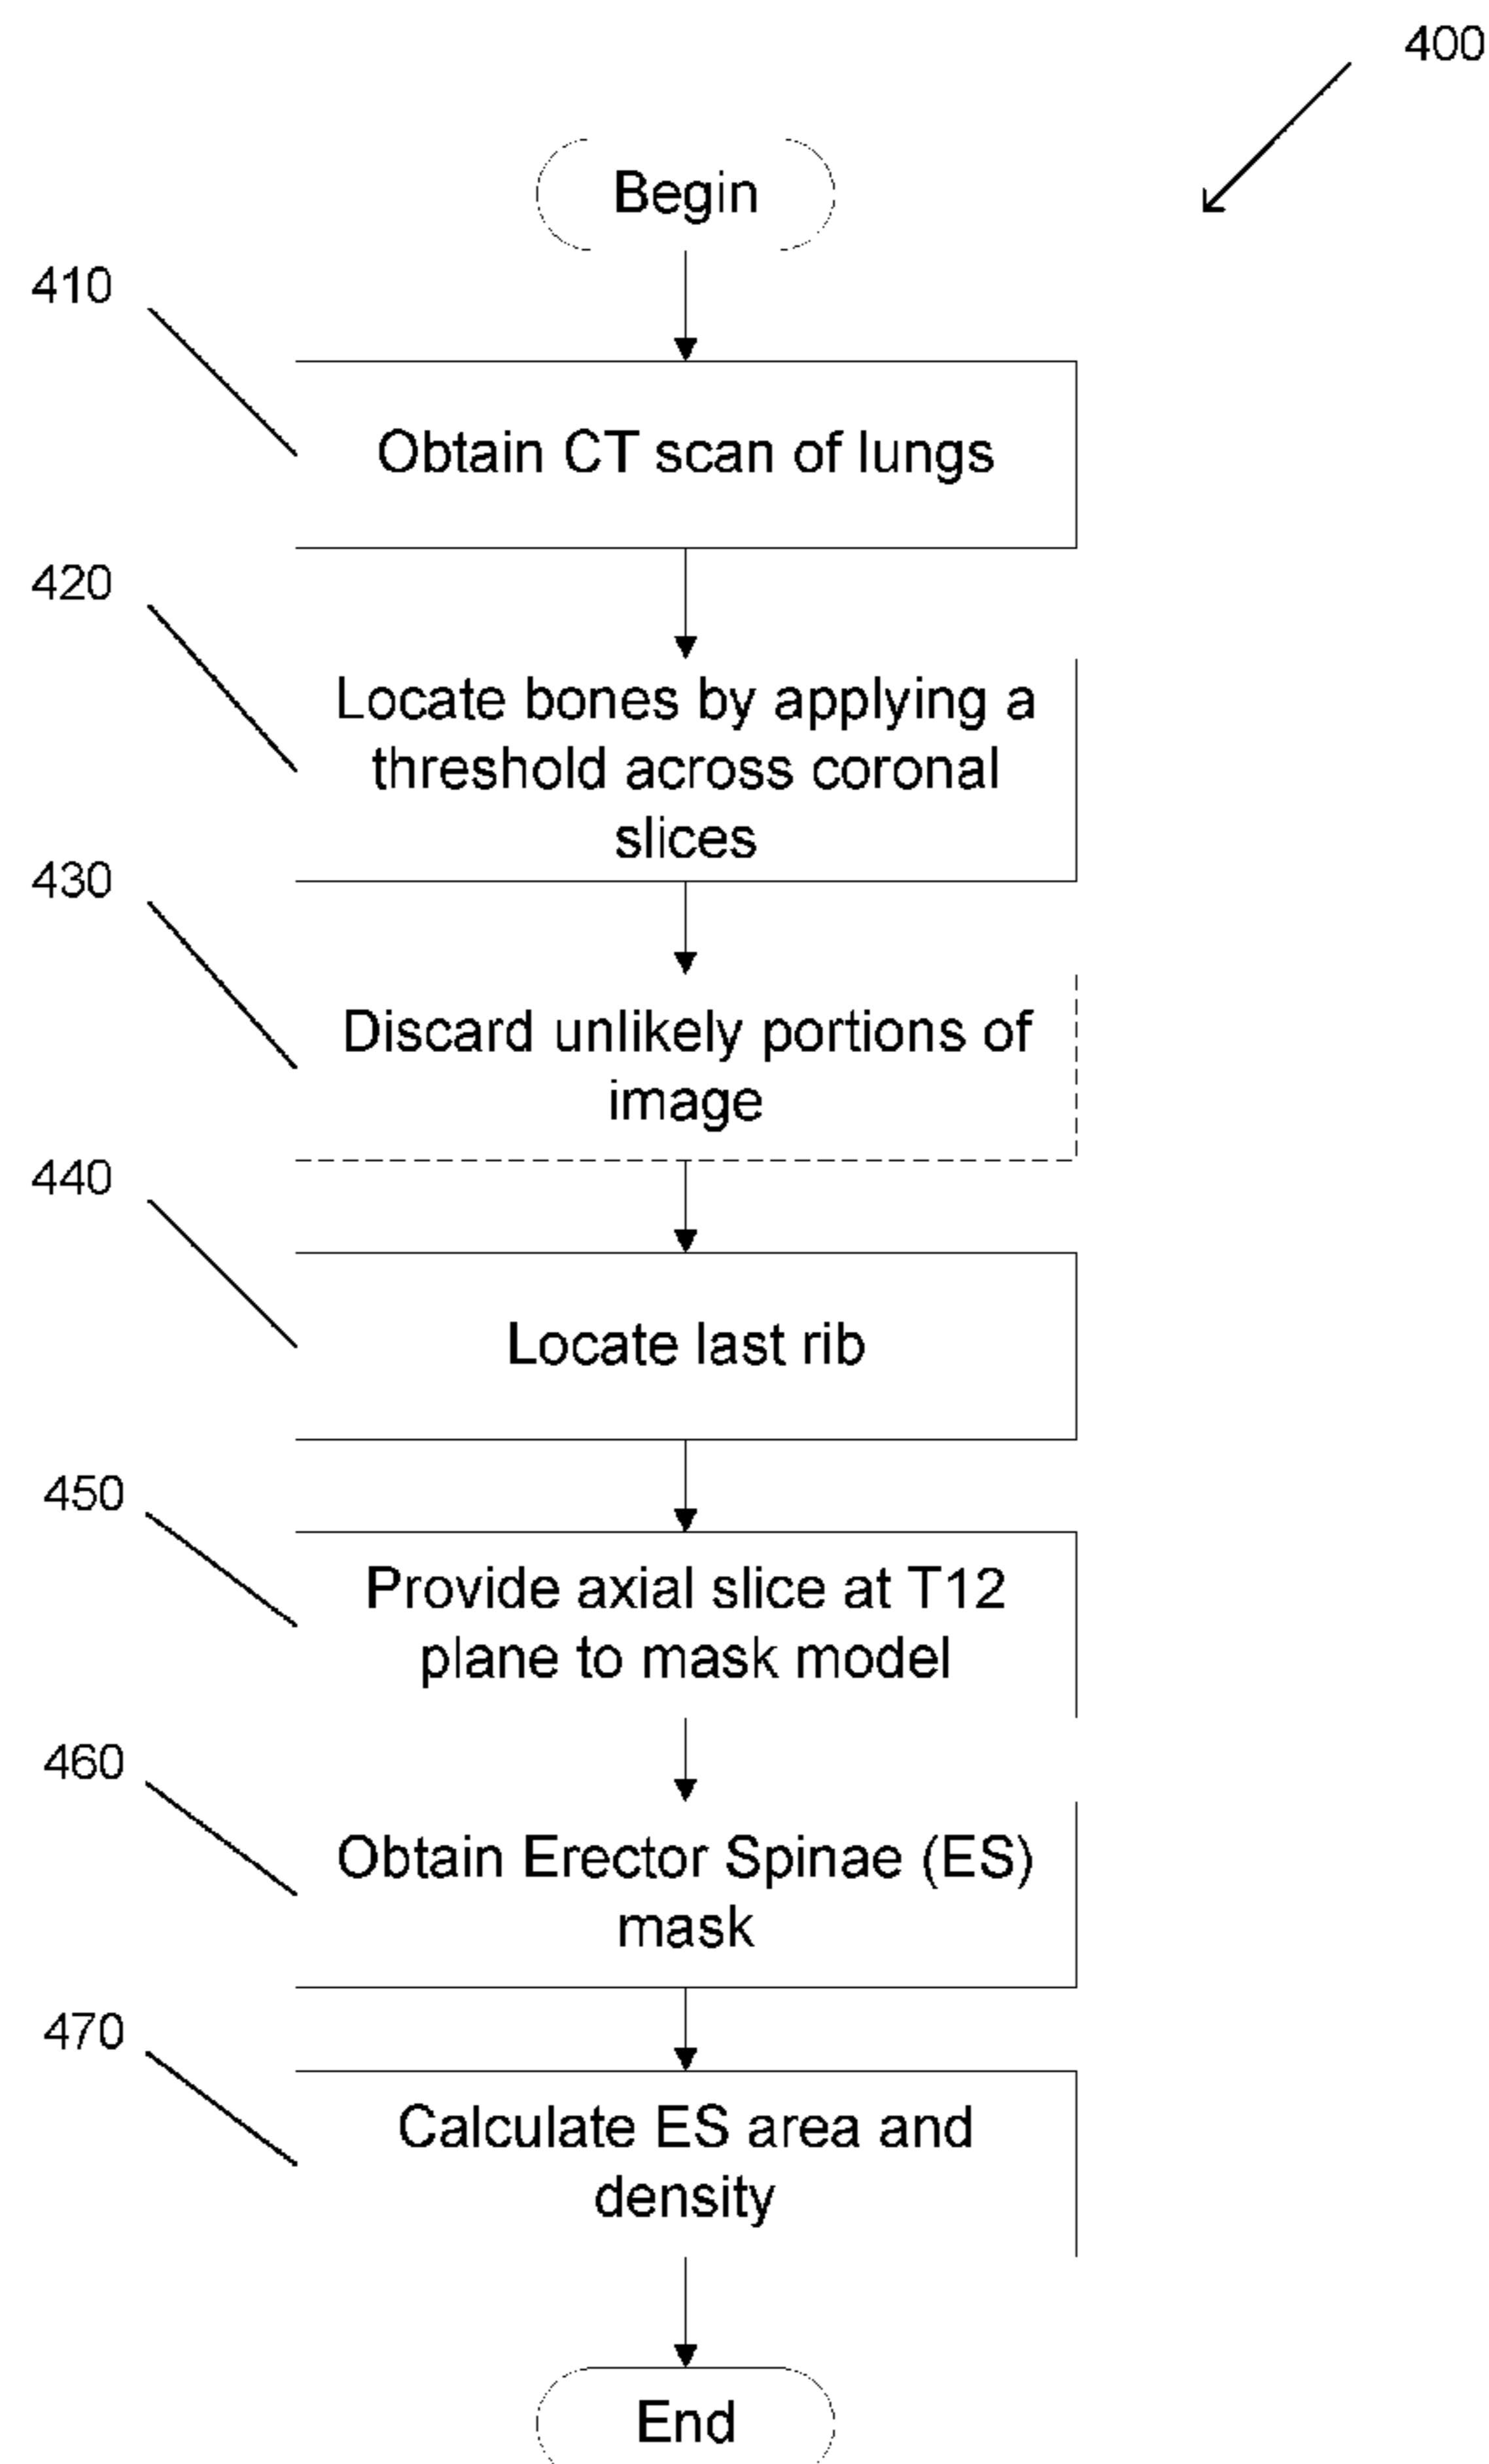 400
Begin
410
Obtain CT scan of lungs
420
Locate bones by applying a
threshold across coronal
slices
430
Discard unlikely portions of
image
440
Locate last rib
450
Provide axial slice at T12
plane to mask model
460
Obtain Erector Spinae (ES)
mask
470
Calculate ES area and
density
End